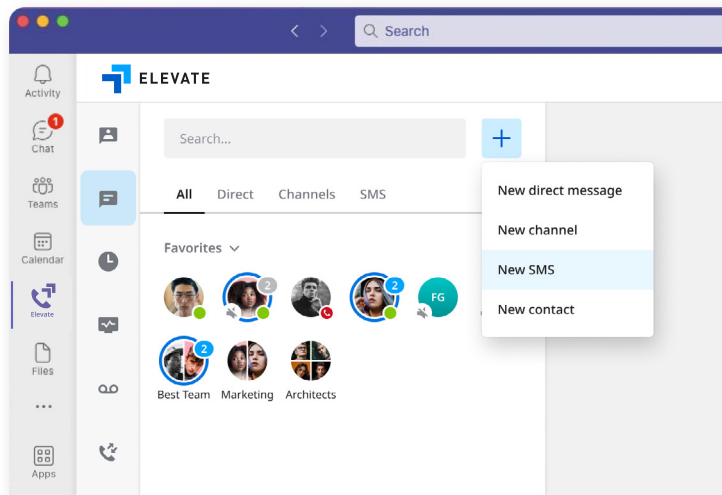 Search
Activity
1
Chat
Teams
Calendar
Elevate
Files
Apps
ELEVATE
Search...
All Direct Channels SMS
Favorites
2
2
FG
2
Best Team Marketing Architects
New direct message
New channel
New SMS
New contact